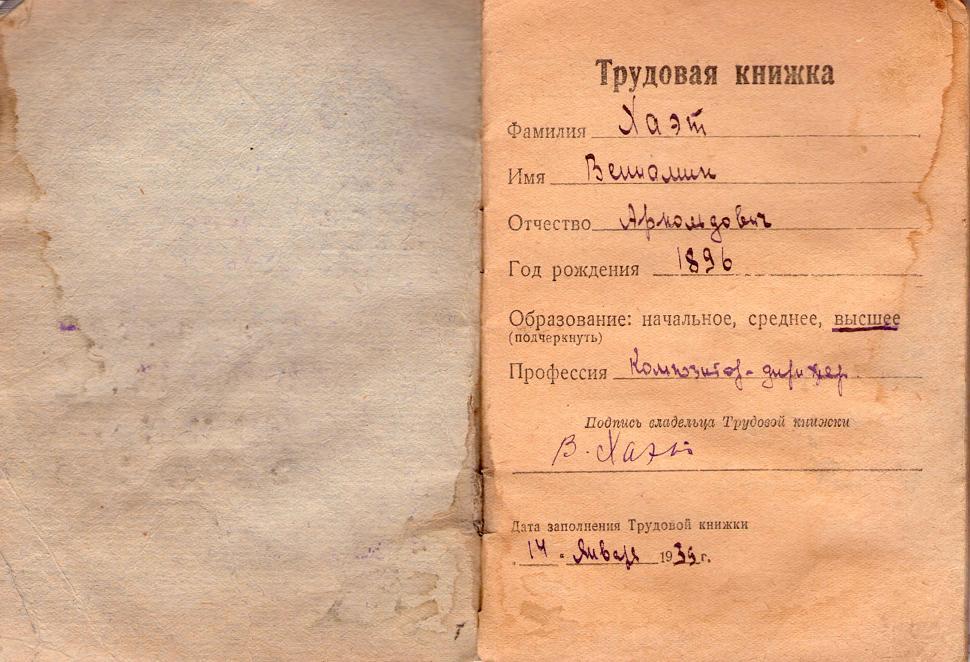 Трудовая книжка
Фамилия Хаэт
Имя Вениамин
Отчество Арнольдович
Год рождения 1896
Образование: начальное, среднее, высшее
(подчеркнуть)
Профессия Композитор-дирижер
Подпись владельца Трудовой книжки
В. Хаэт
Дата заполнения Трудовой книжки
14 Января 1939 г.